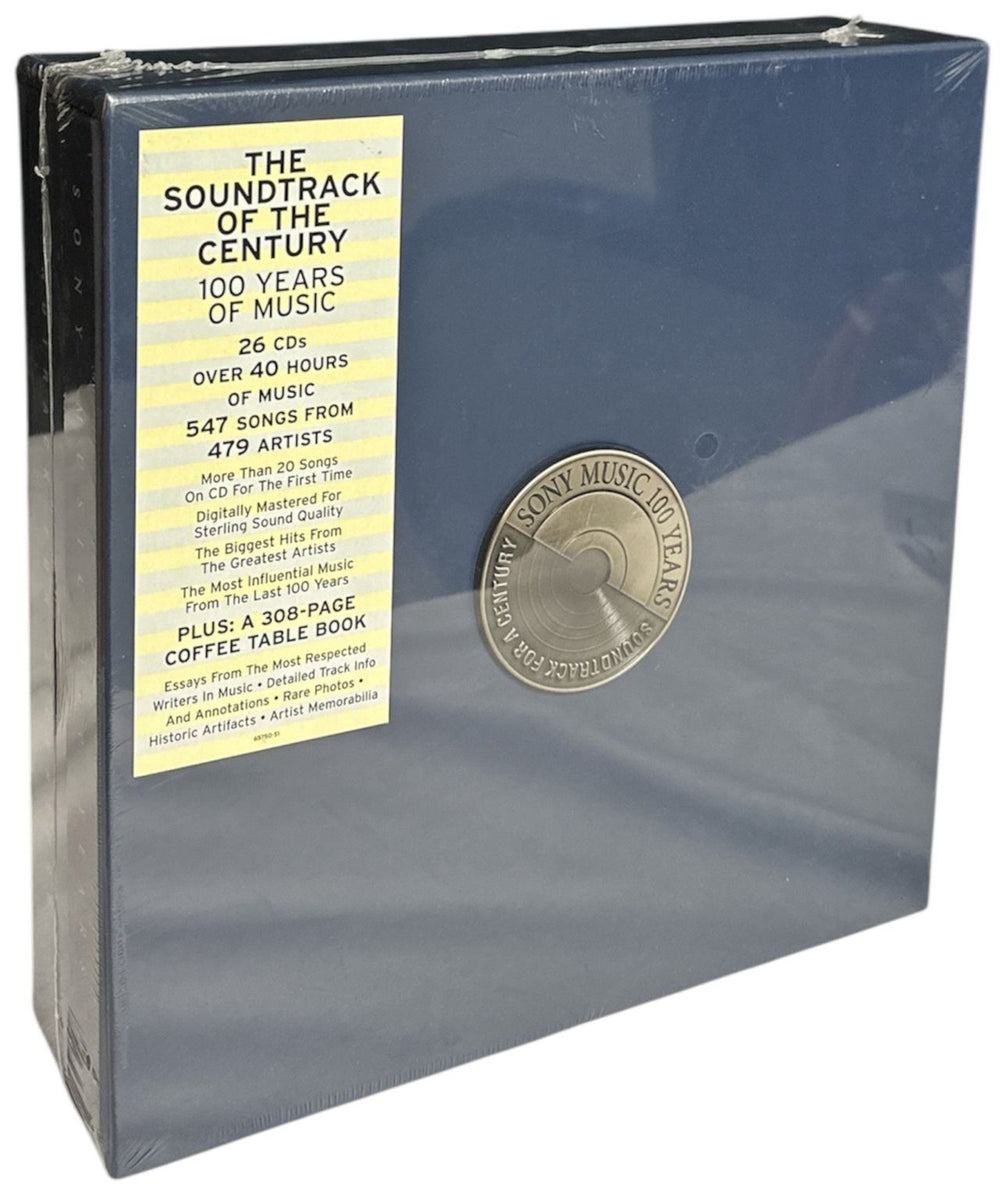 THE
SOUNDTRACK
OF THE
CENTURY
100 YEARS
OF MUSIC
26 CDs
OVER 40 HOURS
OF MUSIC
547 SONGS FROM
479 ARTISTS
More Than 20 Songs
On CD For The First Time
Digitally Mastered For
Sterling Sound Quality
The Biggest Hits From
The Greatest Artists
The Most Influential Music
From The Last 100 Years
PLUS: A 308-PAGE
COFFEE TABLE BOOK
Essays From The Most Respected
Writers In Music • Detailed Track Info
And Annotations • Rare Photos •
Historic Artifacts • Artist Memorabilia
SONY MUSIC 100 YEARS
SOUNDTRACK FOR A CENTURY
SONY